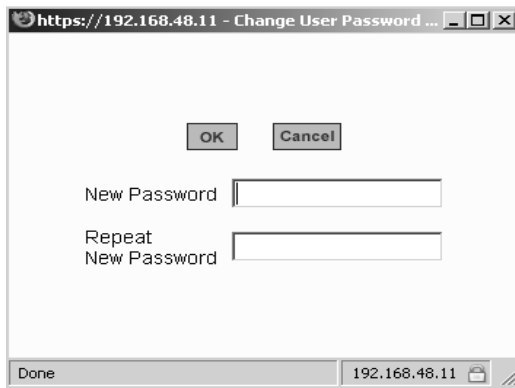 https://192.168.48.11 - Change User Password ...
OK Cancel
New Password
Repeat
New Password
Done 192.168.48.11